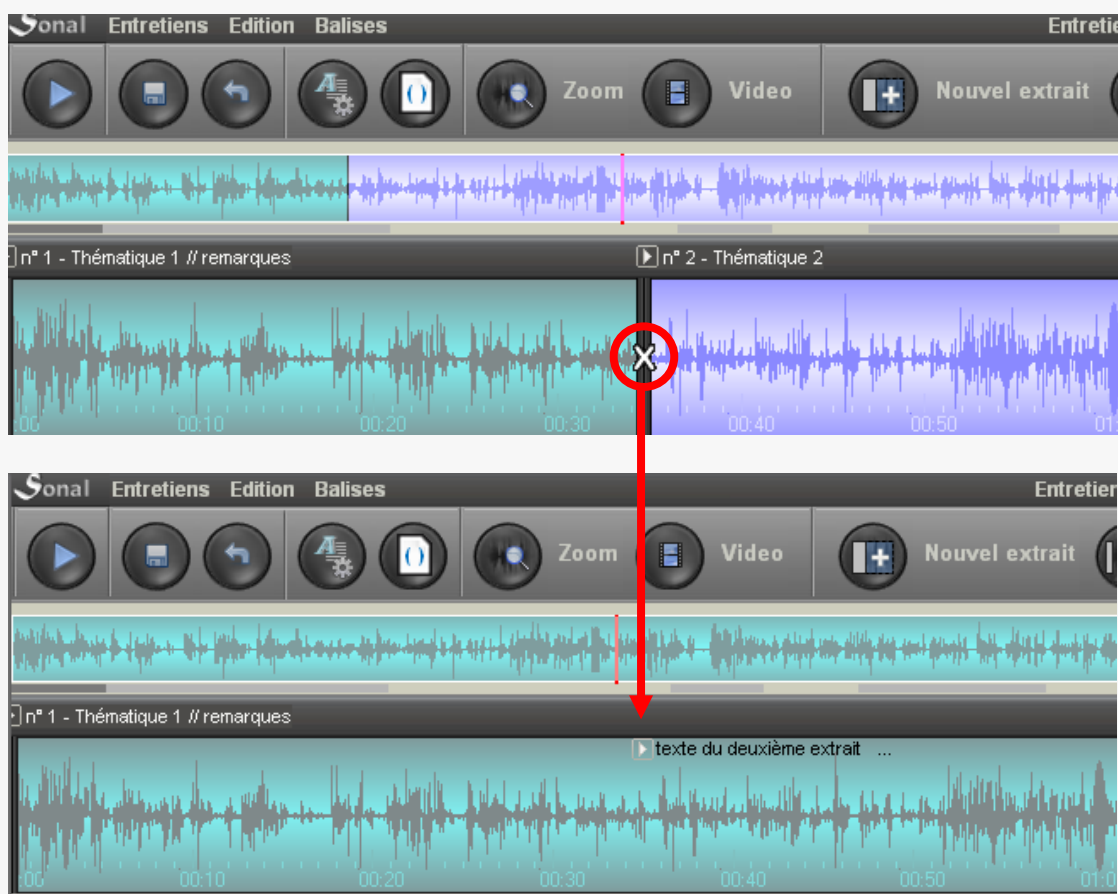 Sonal Entretiens Edition Balises
Zoom Video Nouvel extrait
n° 1 - Thématique 1 // remarques n° 2 - Thématique 2
:00 00:10 00:20 00:30 00:40 00:50
Sonal Entretiens Edition Balises
Zoom Video Nouvel extrait
n° 1 - Thématique 1 // remarques
texte du deuxième extrait ...
:00 00:10 00:20 00:30 00:40 00:50